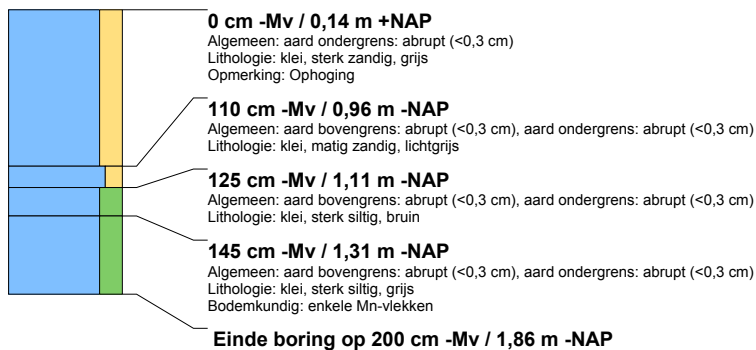 0 cm -Mv / 0,14 m +NAP
Algemeen: aard ondergrens: abrupt (<0,3 cm)
Lithologie: klei, sterk zandig, grijs
Opmerking: Ophoging
110 cm -Mv / 0,96 m -NAP
Algemeen: aard bovengrens: abrupt (<0,3 cm), aard ondergrens: abrupt (<0,3 cm)
Lithologie: klei, matig zandig, lichtgrijs
125 cm -Mv / 1,11 m -NAP
Algemeen: aard bovengrens: abrupt (<0,3 cm), aard ondergrens: abrupt (<0,3 cm)
Lithologie: klei, sterk siltig, bruin
145 cm -Mv / 1,31 m -NAP
Algemeen: aard bovengrens: abrupt (<0,3 cm), aard ondergrens: abrupt (<0,3 cm)
Lithologie: klei, sterk siltig, grijs
Bodemkundig: enkele Mn-vlekken
Einde boring op 200 cm -Mv / 1,86 m -NAP